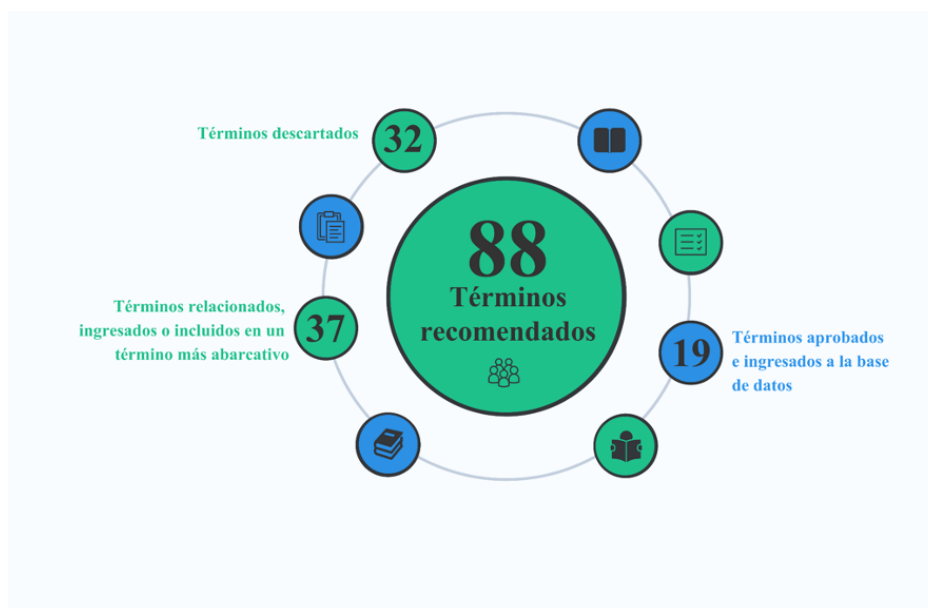 Términos descartados
32
88
Términos
recomendados
Términos relacionados,
ingresados o incluidos en un
término más abarcativo
37
19
Términos aprobados
e ingresados a la base
de datos